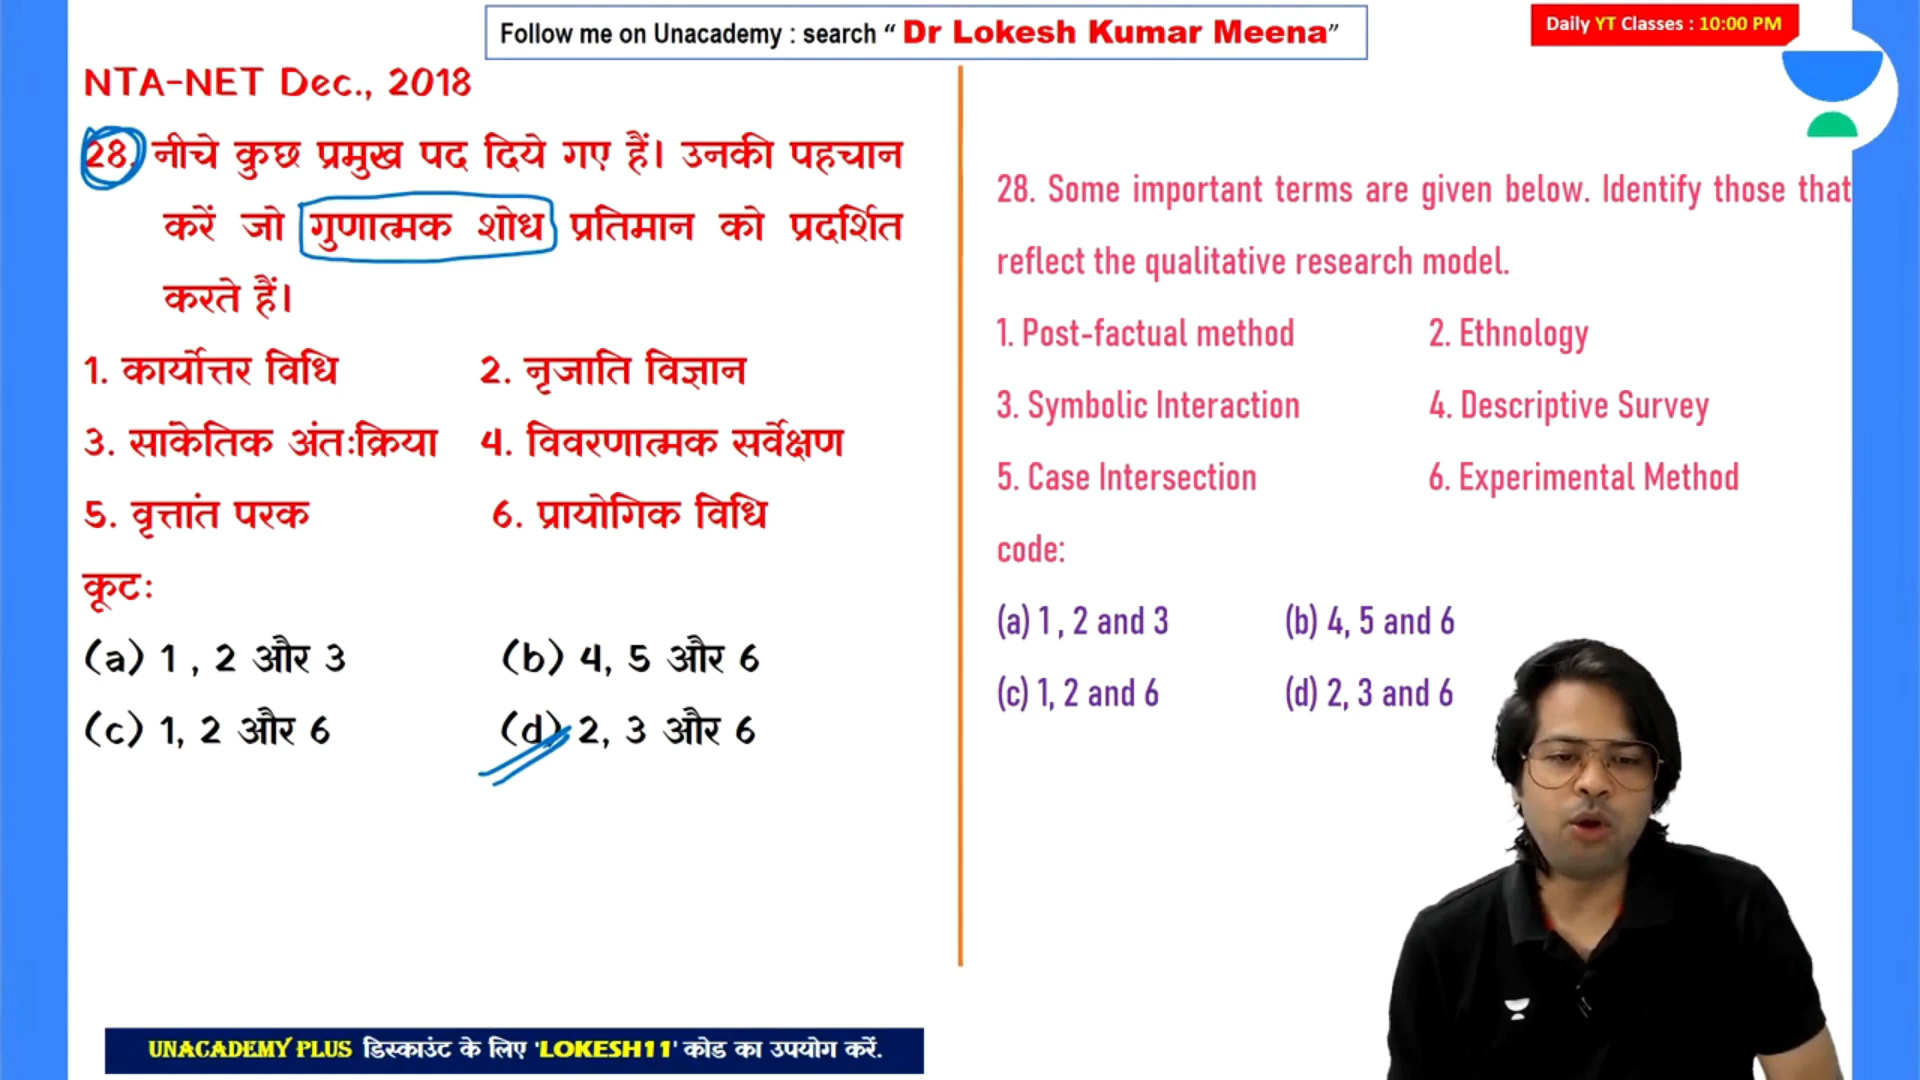 Follow me on Unacademy : search “ Dr Lokesh Kumar Meena”
Daily YT Classes : 10:00 PM
NTA-NET Dec., 2018
28. नीचे कुछ प्रमुख पद दिये गए हैं। उनकी पहचान
करें जो गुणात्मक शोध प्रतिमान को प्रदर्शित
करते हैं।
1. कार्योत्तर विधि 2. नृजाति विज्ञान
3. सांकेतिक अंतःक्रिया 4. विवरणात्मक सर्वेक्षण
5. वृत्तांत परक 6. प्रायोगिक विधि
कूटः
(a) 1 , 2 और 3 (b) 4, 5 और 6
(c) 1, 2 और 6 (d) 2, 3 और 6
28. Some important terms are given below. Identify those that
reflect the qualitative research model.
1. Post-factual method 2. Ethnology
3. Symbolic Interaction 4. Descriptive Survey
5. Case Intersection 6. Experimental Method
code:
(a) 1 , 2 and 3 (b) 4, 5 and 6
(c) 1, 2 and 6 (d) 2, 3 and 6
UNACADEMY PLUS डिस्काउंट के लिए 'LOKESH11' कोड का उपयोग करें.